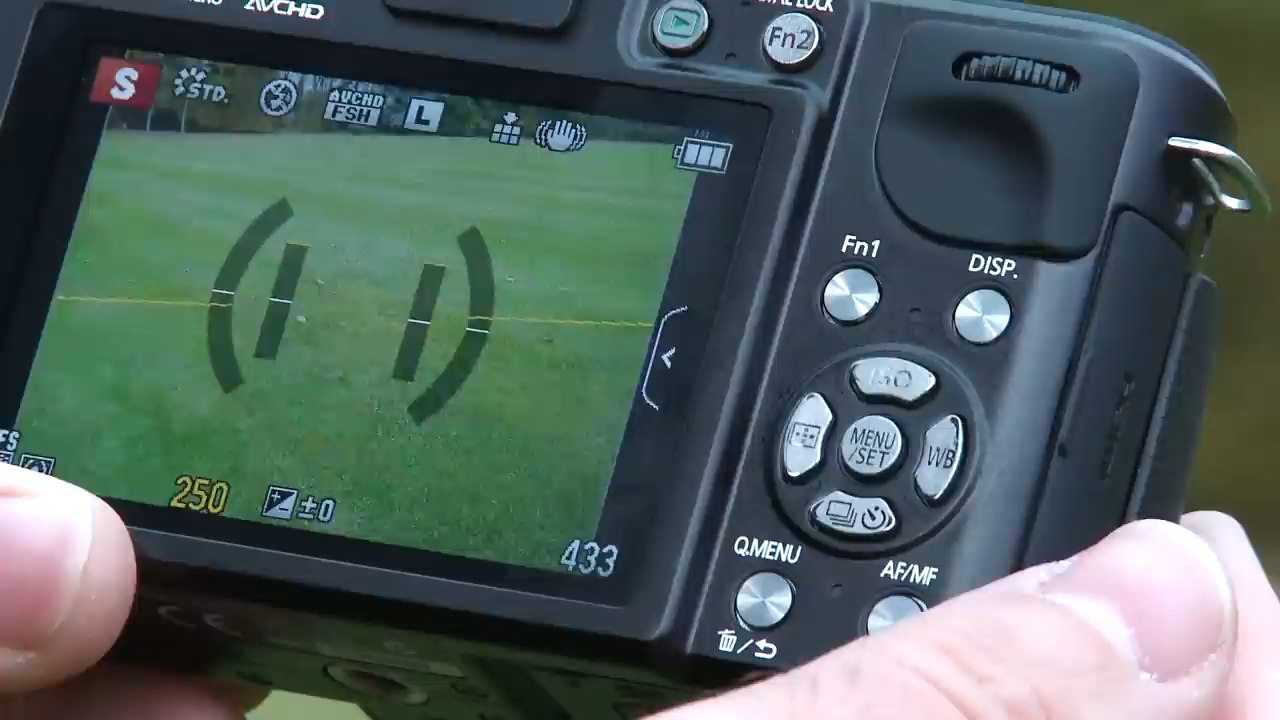 AVCHD
Fn2
S
STD.
AVCHD
FSH
L
Fn1
DISP.
ISO
MENU
/SET
WB
250
±0
433
Q.MENU
AF/MF